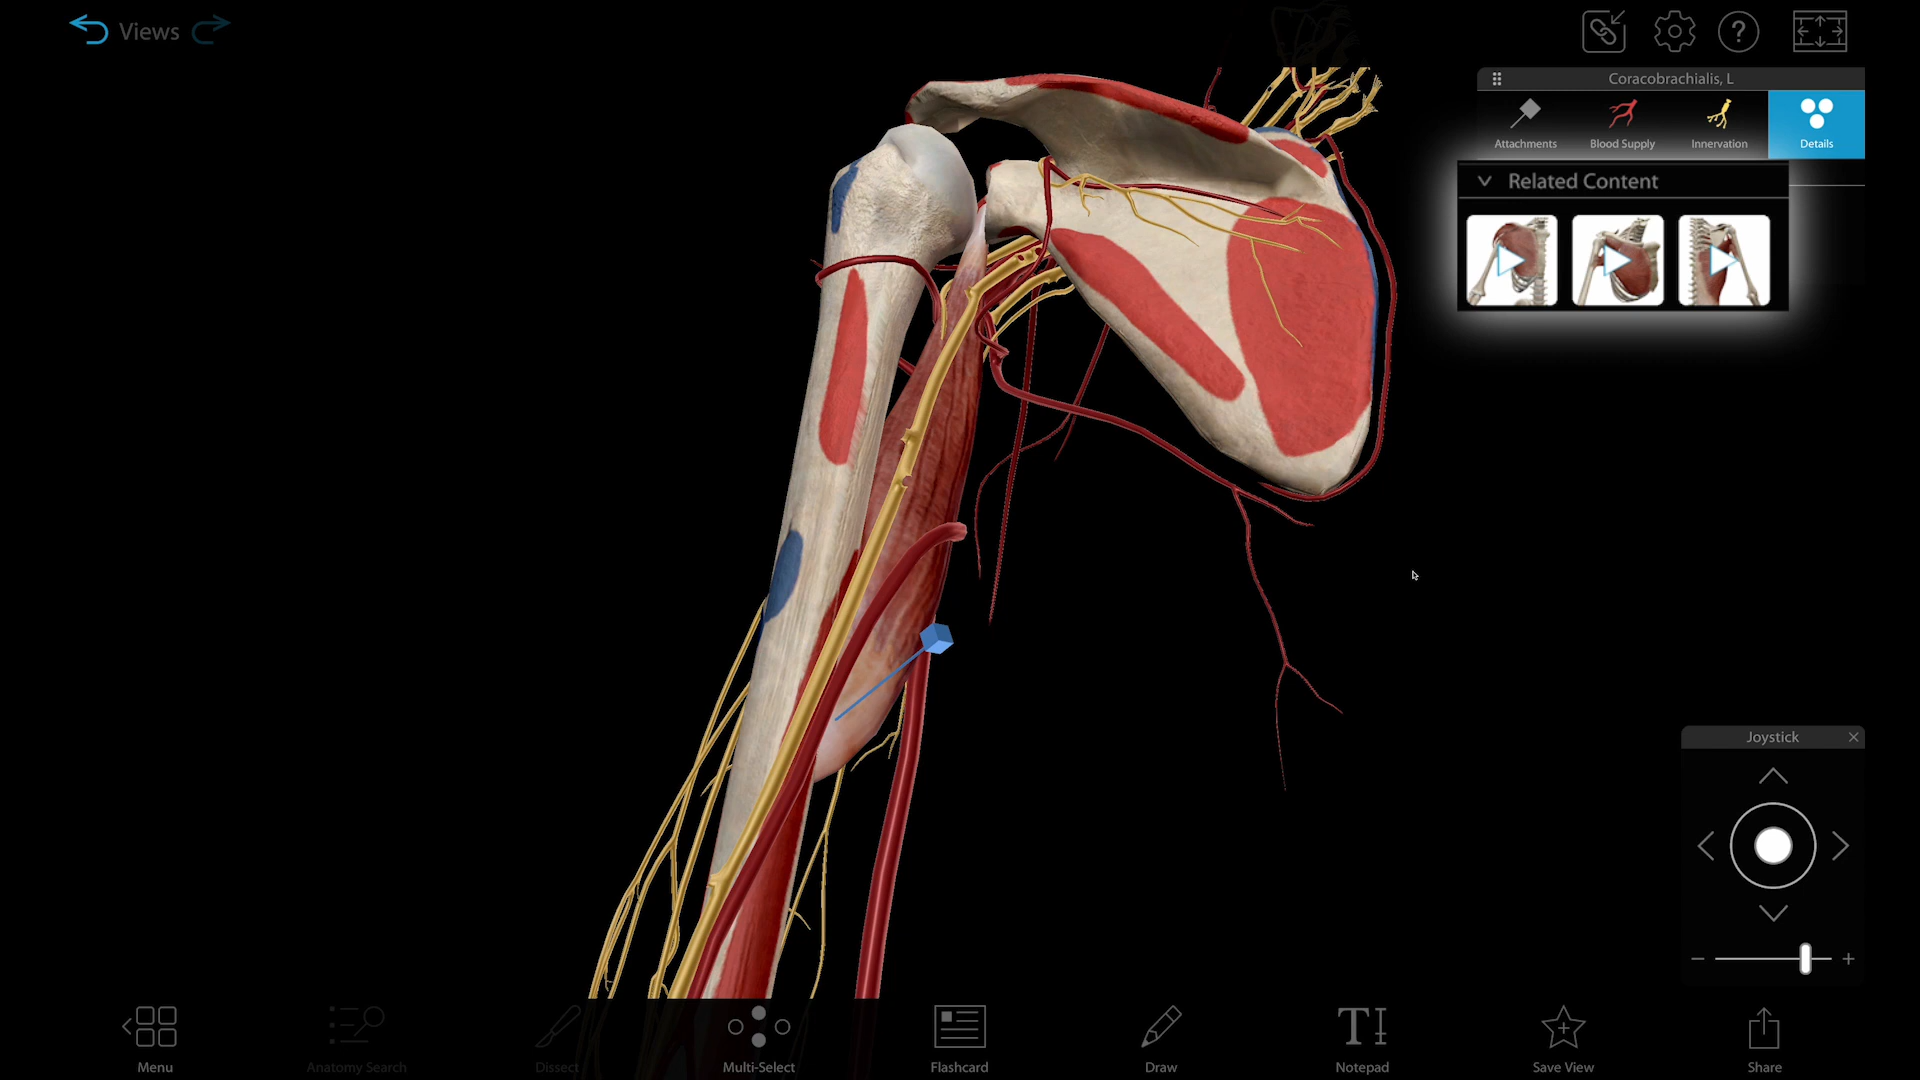 Views
Coracobrachialis, L
Attachments
Blood Supply
Innervation
Details
Related Content
Joystick
Menu
Anatomy Search
Dissect
Multi-Select
Flashcard
Draw
Notepad
Save View
Share